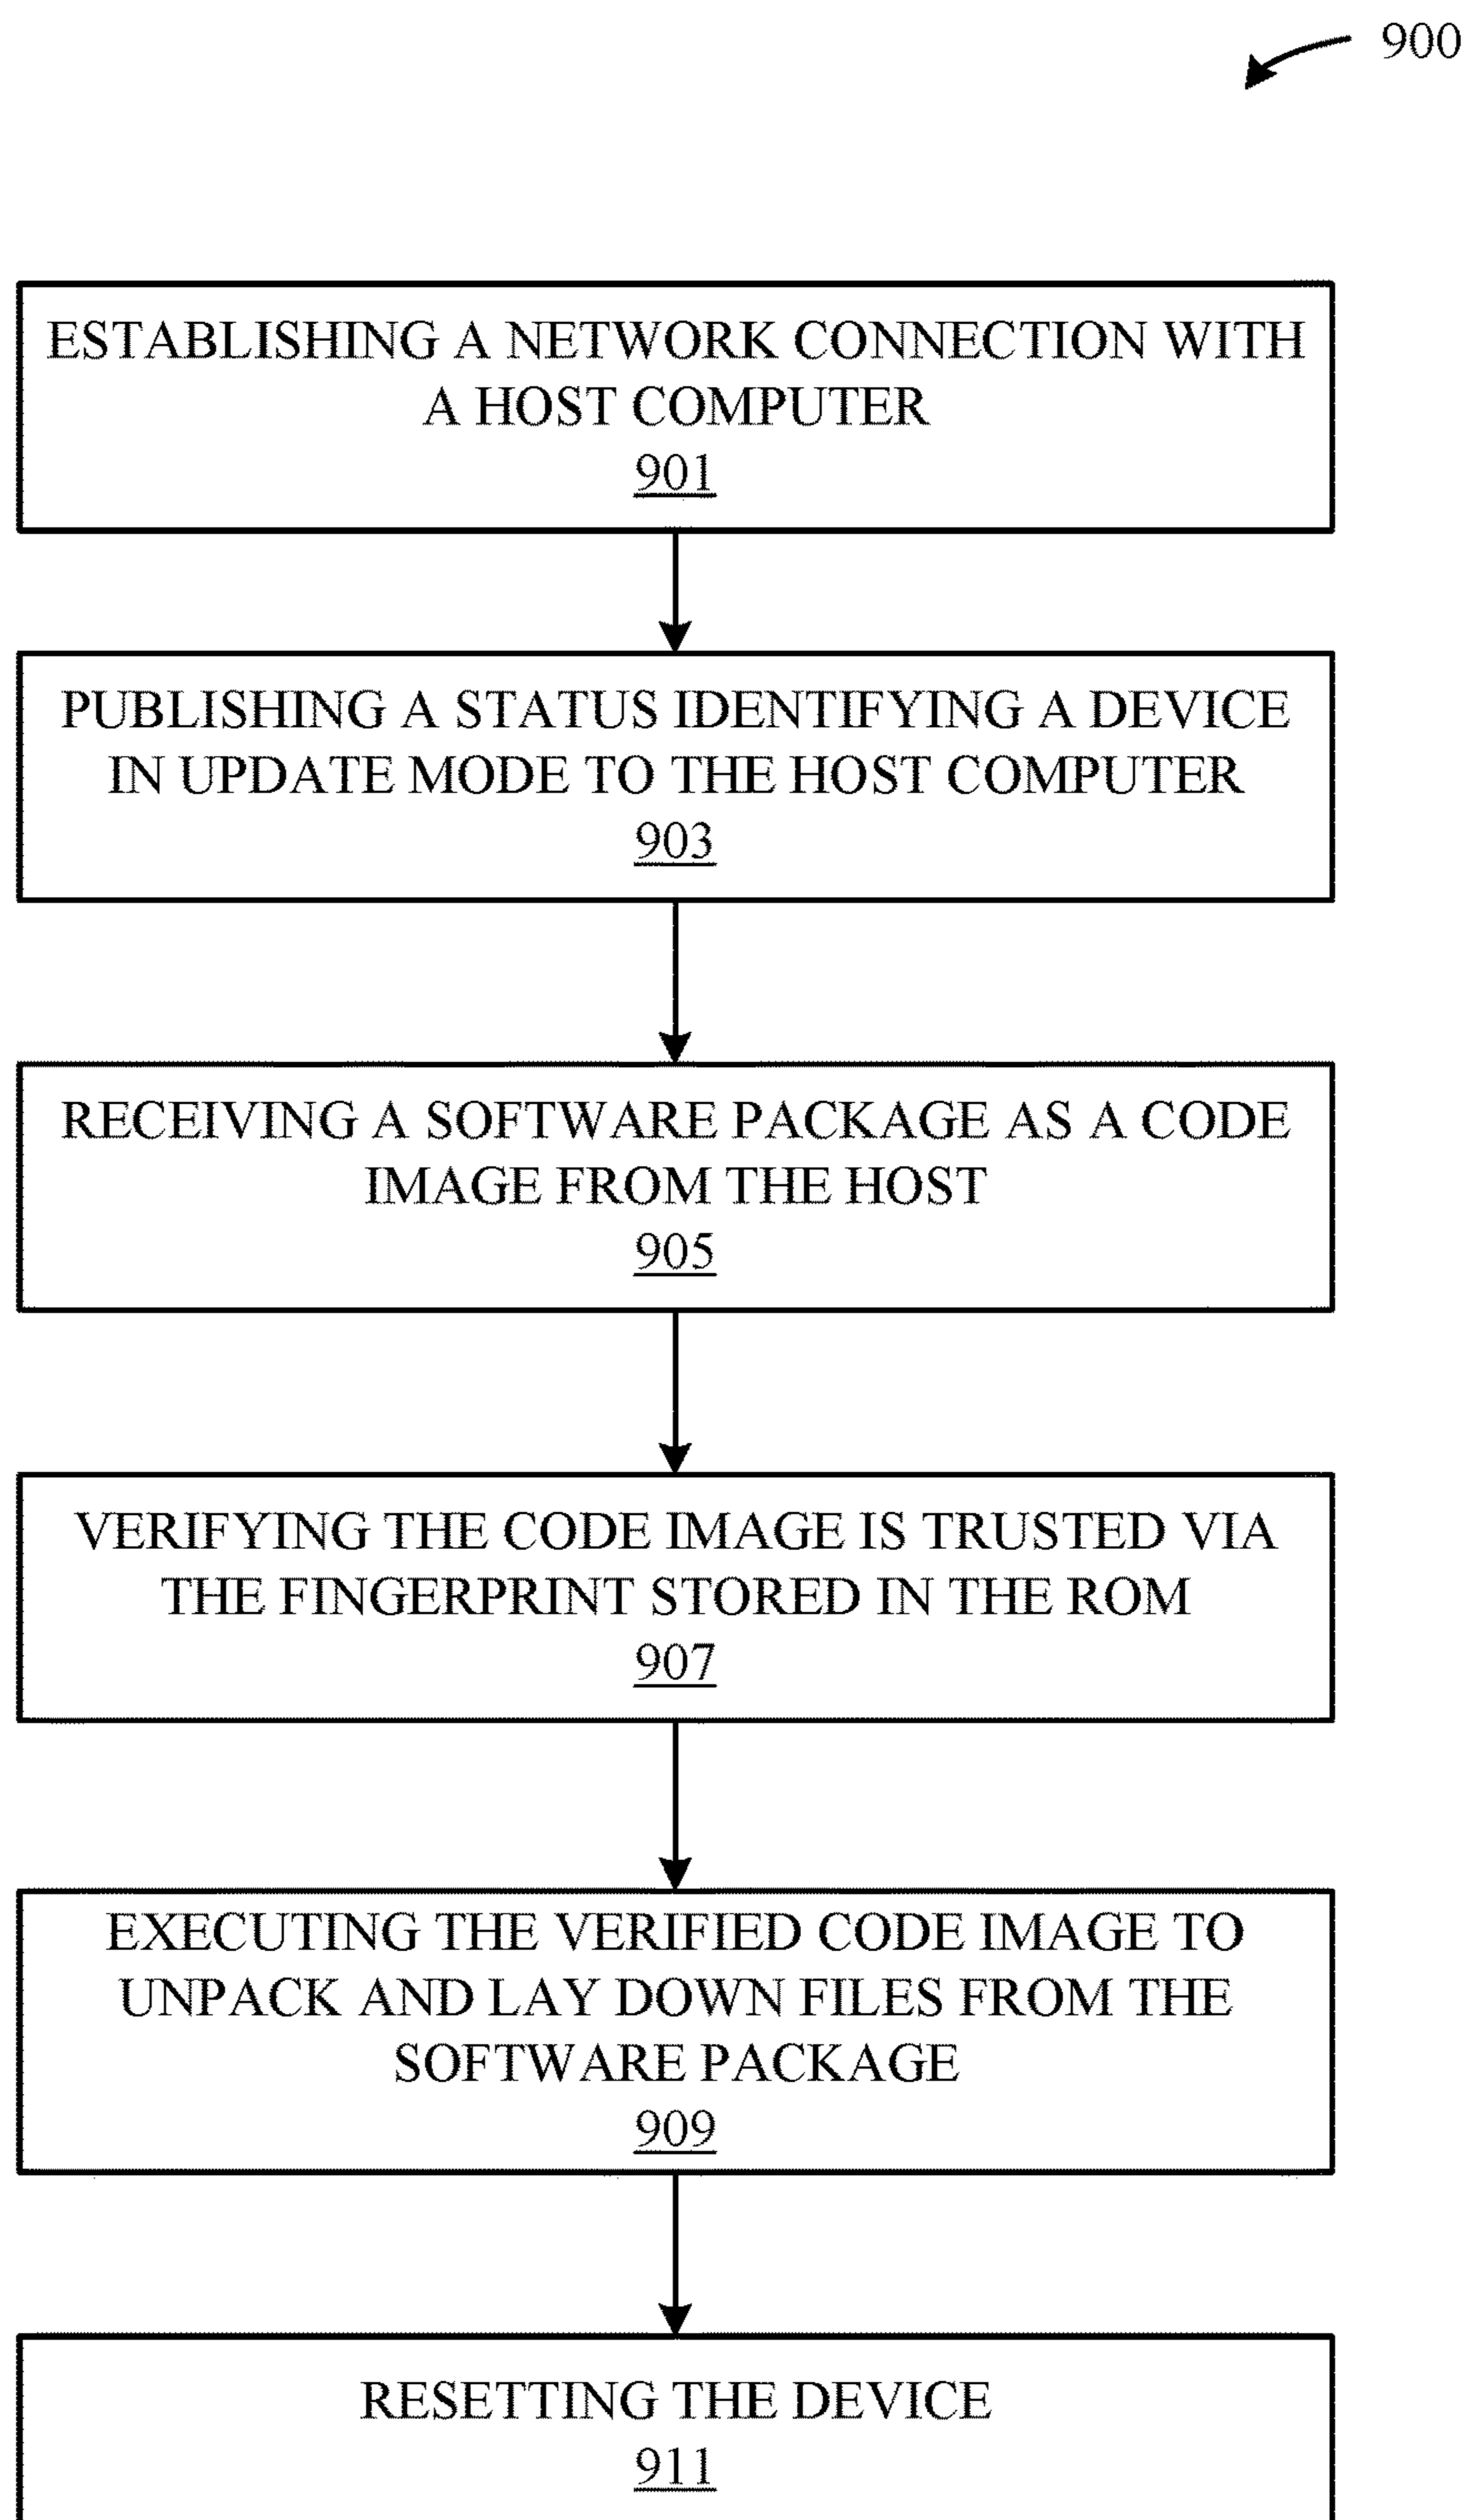 900
ESTABLISHING A NETWORK CONNECTION WITH
A HOST COMPUTER
901
PUBLISHING A STATUS IDENTIFYING A DEVICE
IN UPDATE MODE TO THE HOST COMPUTER
903
RECEIVING A SOFTWARE PACKAGE AS A CODE
IMAGE FROM THE HOST
905
VERIFYING THE CODE IMAGE IS TRUSTED VIA
THE FINGERPRINT STORED IN THE ROM
907
EXECUTING THE VERIFIED CODE IMAGE TO
UNPACK AND LAY DOWN FILES FROM THE
SOFTWARE PACKAGE
909
RESETTING THE DEVICE
911